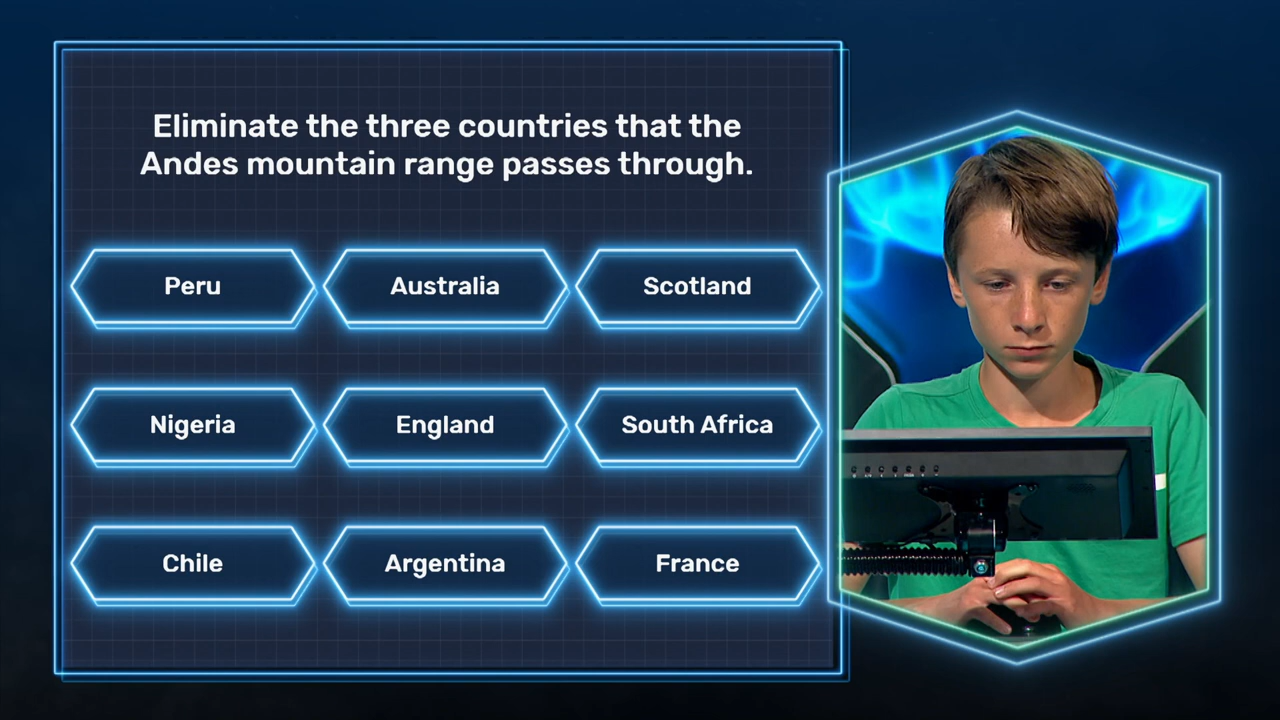 Eliminate the three countries that the
Andes mountain range passes through.
Peru
Australia
Scotland
Nigeria
England
South Africa
Chile
Argentina
France